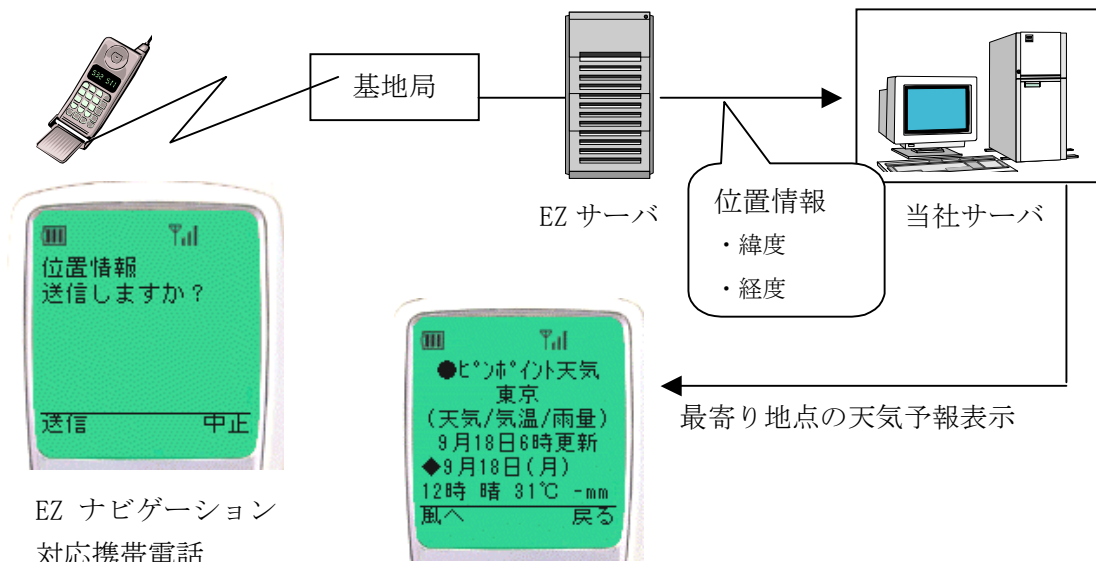 基地局
EZ サーバ
位置情報
・緯度
・経度
当社サーバ
位置情報
送信しますか？
送信 中止
●ﾋﾟﾝﾎﾟｲﾝﾄ天気
東京
(天気/気温/雨量)
9月18日6時更新
◆9月18日(月)
12時 晴 31℃ -mm
風へ 戻る
最寄り地点の天気予報表示
EZ ナビゲーション
対応携帯電話